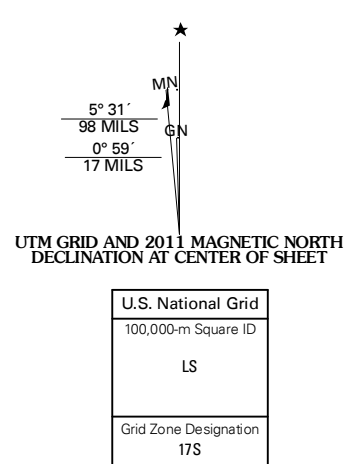 MN
5° 31´
98 MILS
GN
0° 59´
17 MILS
UTM GRID AND 2011 MAGNETIC NORTH
DECLINATION AT CENTER OF SHEET
U.S. National Grid
100,000-m Square ID
LS
Grid Zone Designation
17S